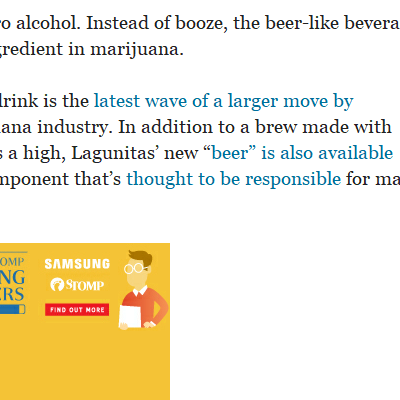 o alcohol. Instead of booze, the beer-like bevera
gredient in marijuana.
drink is the latest wave of a larger move by
ana industry. In addition to a brew made with
s a high, Lagunitas’ new “beer” is also available
mponent that’s thought to be responsible for ma
TOMP
NG
ERS
SAMSUNG
STOMP
FIND OUT MORE